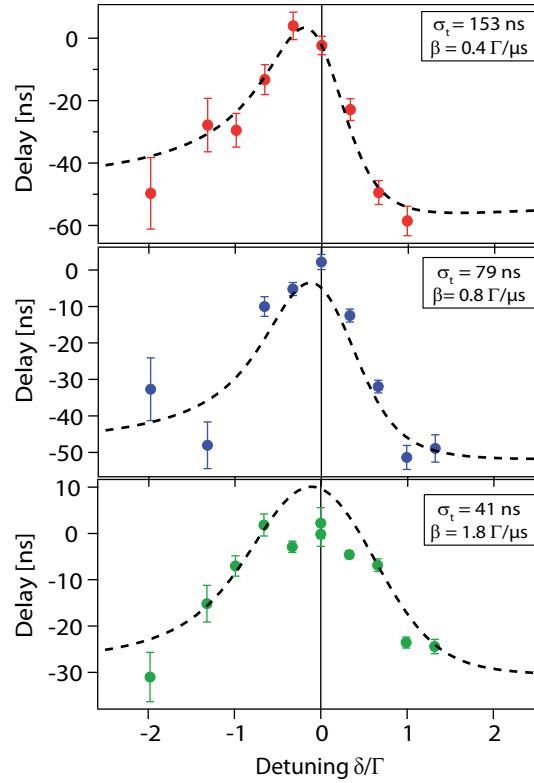 0
-20
-40
-60
Delay [ns]
σt = 153 ns
β = 0.4 Γ/μs
0
-10
-20
-30
-40
-50
Delay [ns]
σt = 79 ns
β= 0.8 Γ/μs
10
0
-10
-20
-30
Delay [ns]
σt = 41 ns
β = 1.8 Γ/μs
-2 -1 0 1 2
Detuning δ/Γ